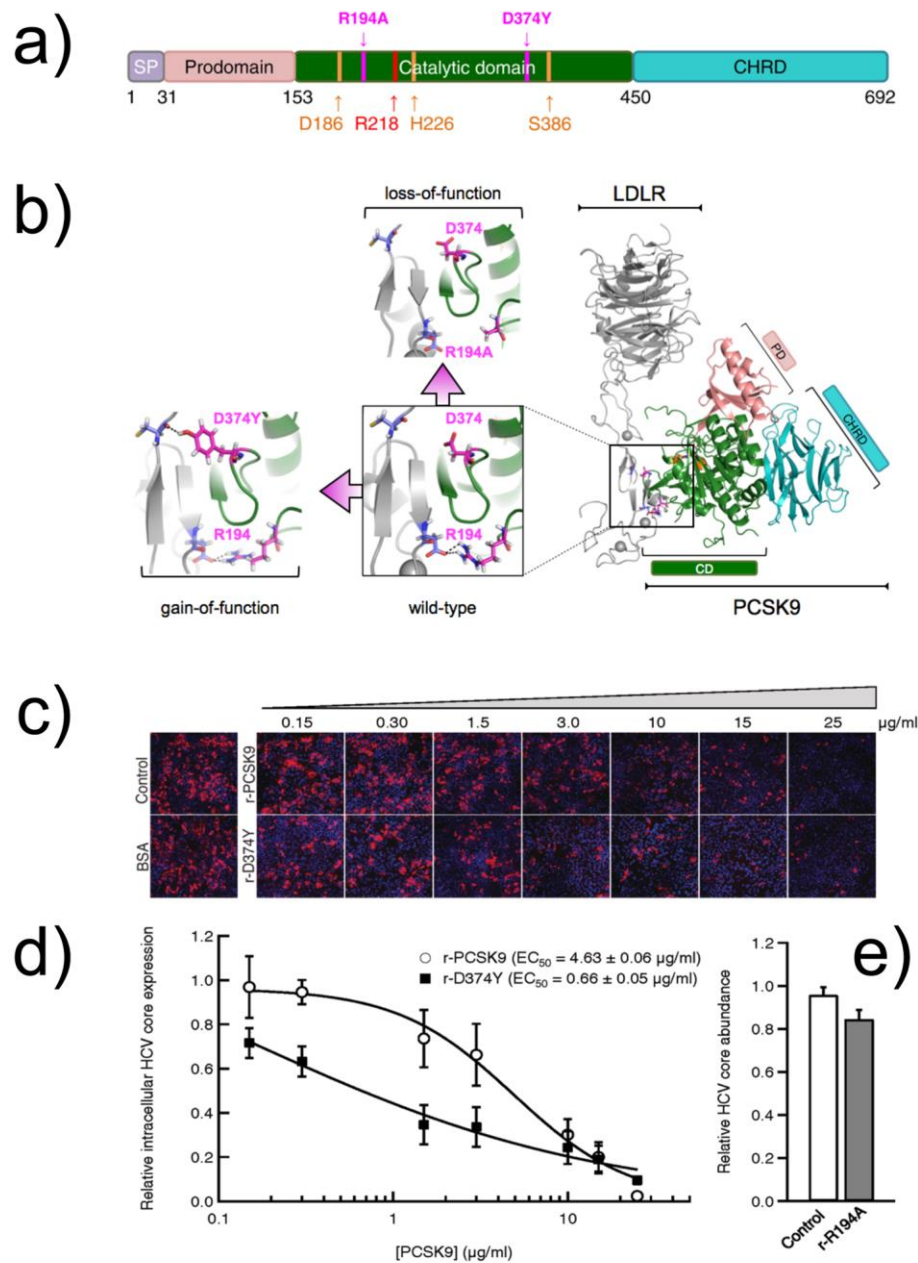 a)
R194A D374Y
SP Prodomain Catalytic domain CHRD
1 31 153 450 692
D186 R218 H226 S386
b)
loss-of-function
LDLR
D374
R194A
PD
CHRD
D374Y
R194
gain-of-function
D374
R194
wild-type
CD
PCSK9
c)
0.15 0.30 1.5 3.0 10 15 25 µg/ml
Control r-PCSK9
BSA r-D374Y
d)
Relative intracellular HCV core expression
1.2
1.0
0.8
0.6
0.4
0.2
0.0
0.1 1 10
[PCSK9] (µg/ml)
r-PCSK9 (EC50 = 4.63 ± 0.06 µg/ml)
r-D374Y (EC50 = 0.66 ± 0.05 µg/ml)
e)
Relative HCV core abundance
1.2
1.0
0.8
0.6
0.4
0.2
0.0
Control r-R194A